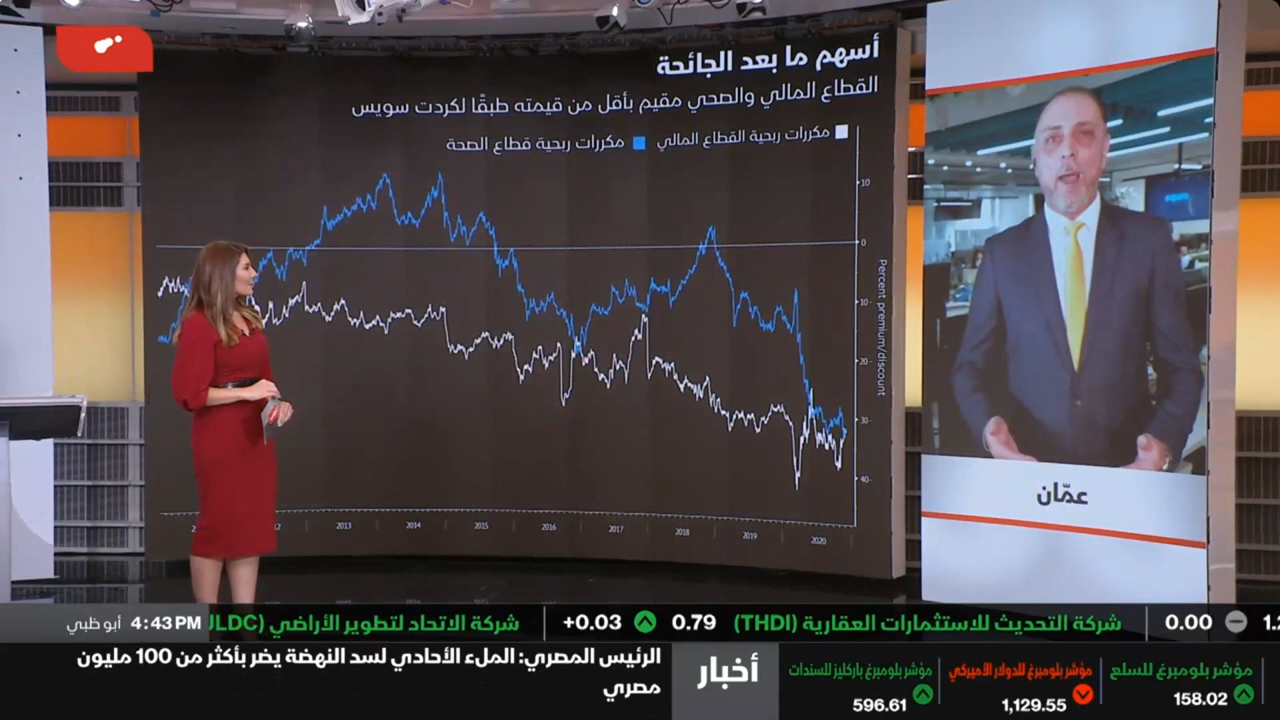 أسهم ما بعد الجائحة
القطاع المالي والصحي مقيم بأقل من قيمته طبقًا لكردت سويس
مكررات ربحية القطاع المالي
مكررات ربحية قطاع الصحة
10
0
10-
20-
30-
40-
Percent premium/discount
2013
2014
2015
2016
2017
2018
2019
2020
عمّان
0.00
شركة التحديث للاستثمارات العقارية (THDI)
0.79
+0.03
شركة الاتحاد لتطوير الأراضي
4:43 PM أبو ظبي
مؤشر بلومبرغ للسلع
158.02
مؤشر بلومبرغ للدولار الأميركي
1,129.55
مؤشر بلومبرغ باركليز للسندات
596.61
أخبار
الرئيس المصري: الملء الأحادي لسد النهضة يضر بأكثر من 100 مليون
مصري